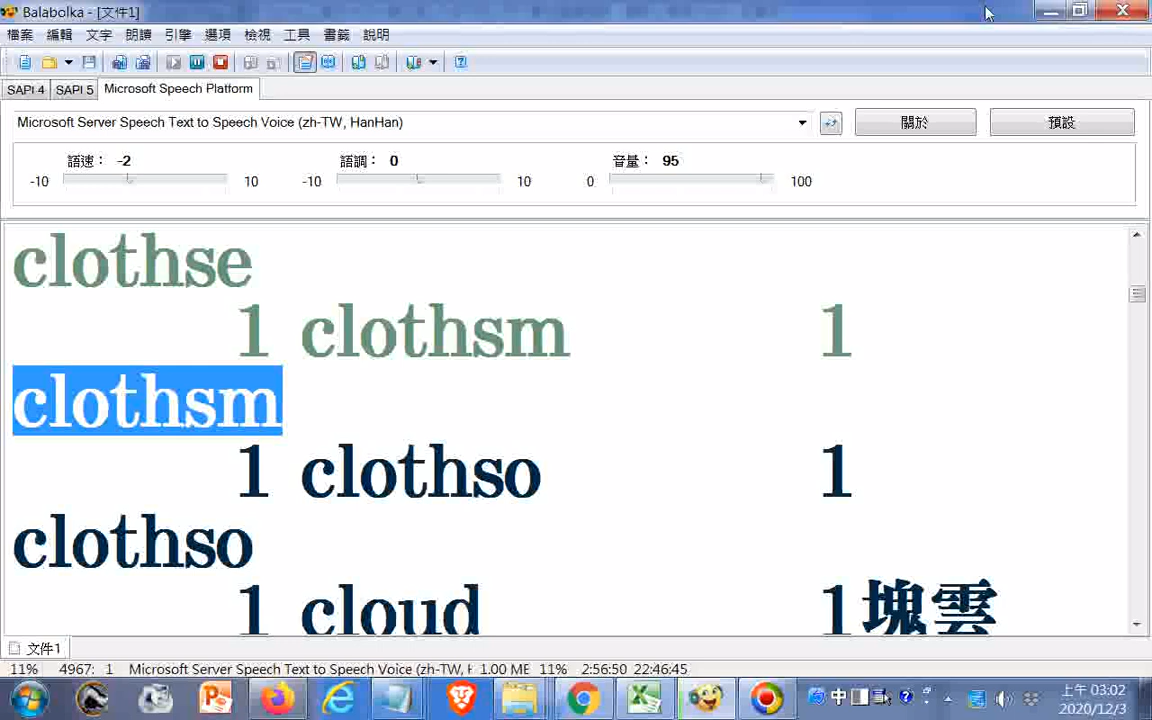 Balabolka - [文件1]
檔案 編輯 文字 朗讀 引擎 選項 檢視 工具 書籤 說明
SAPI 4 SAPI 5 Microsoft Speech Platform
Microsoft Server Speech Text to Speech Voice (zh-TW, HanHan) 關於 預設
語速： -2 語調： 0 音量： 95
-10 10 -10 10 0 100
clothse
1 clothsm 1
clothsm
1 clothso 1
clothso
1 cloud 1塊雲
文件1
11% 4967: 1 Microsoft Server Speech Text to Speech Voice (zh-TW, H 1.00 ME 11% 2:56:50 22:46:45
中 上午 03:02
2020/12/3